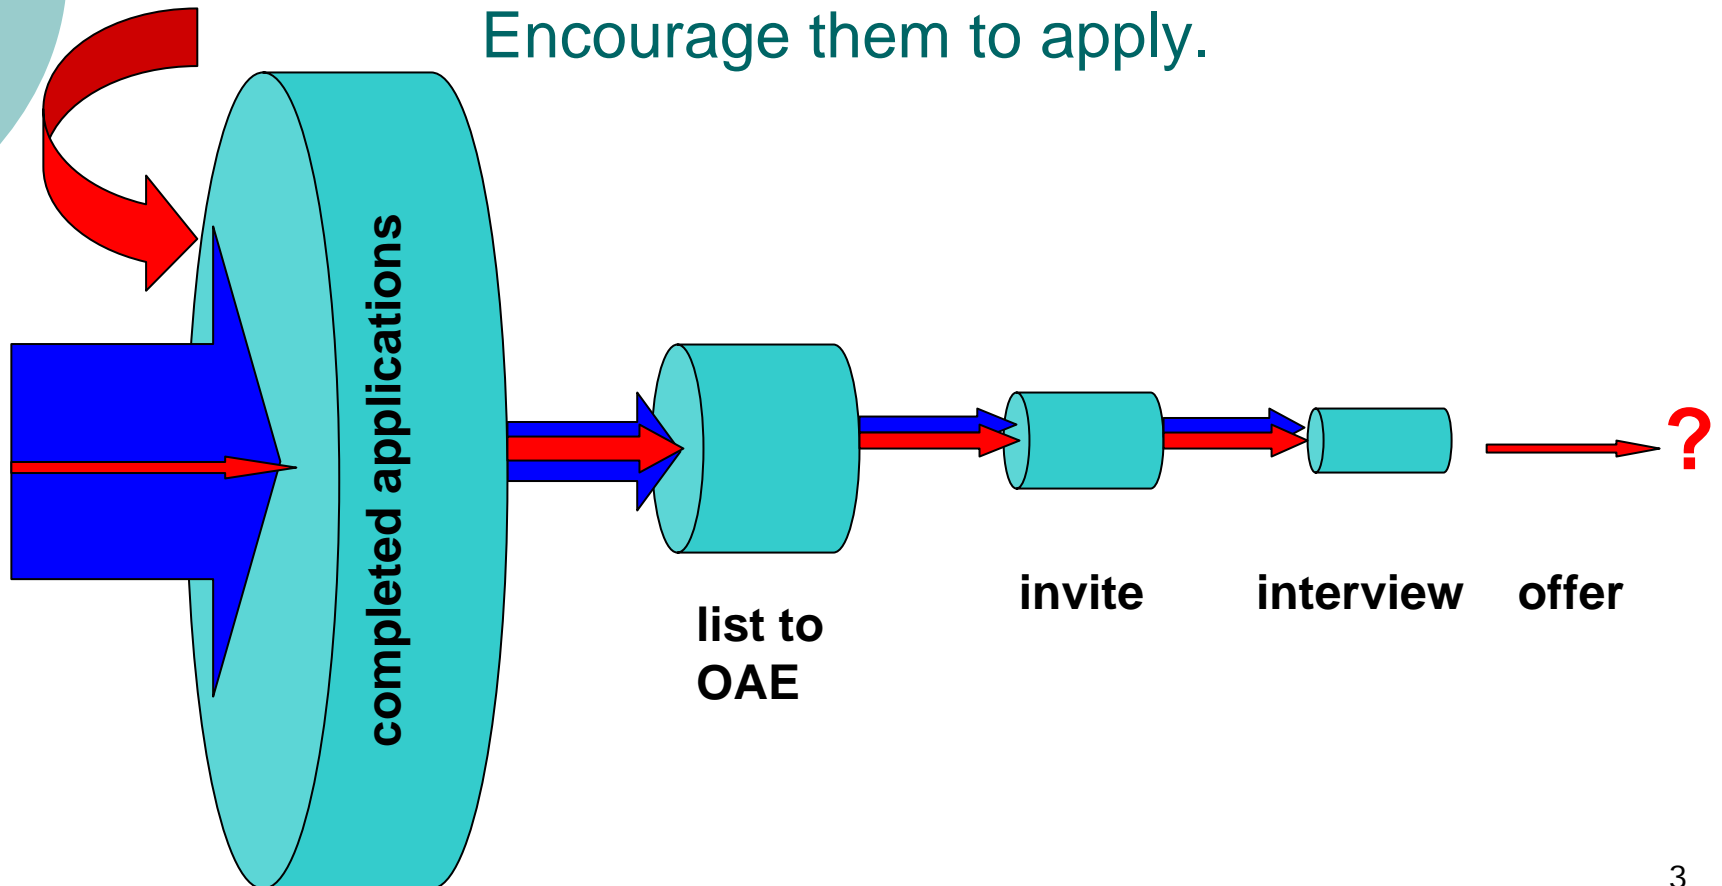 Encourage them to apply.
completed applications
list to
OAE
invite
interview
offer
?
3